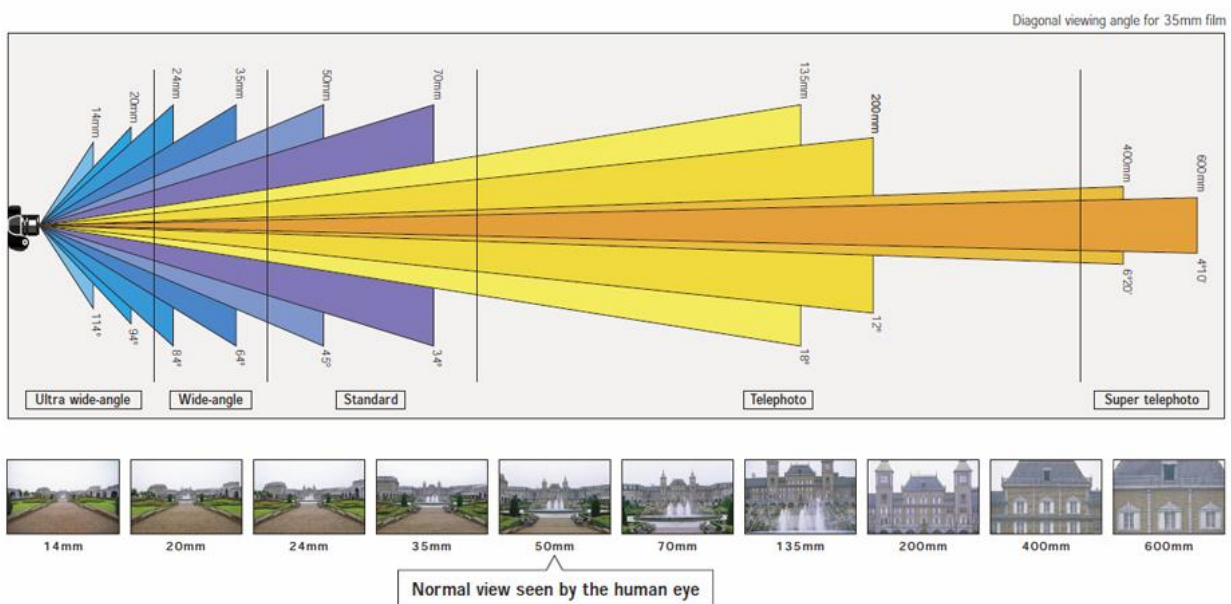 Diagonal viewing angle for 35mm film
14mm
20mm
24mm
35mm
50mm
70mm
135mm
200mm
400mm
600mm
114°
94°
84°
64°
45°
34°
18°
12°
6°20'
4°10'
Ultra wide-angle
Wide-angle
Standard
Telephoto
Super telephoto
14mm
20mm
24mm
35mm
50mm
70mm
135mm
200mm
400mm
600mm
Normal view seen by the human eye